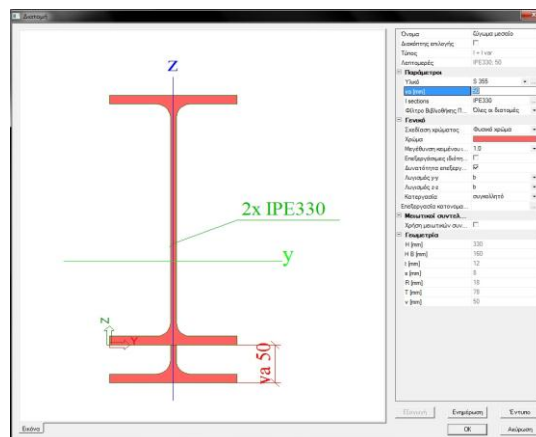 Διατομή
z
2x IPE330
y
z
y
va 50
Εικόνα
Όνομα ζύγωμα μεσαίο
Διακόπτης επιλογής
Τύπος I + I var
Λεπτομερές IPE330; 50
Παράμετροι
Υλικό S 355
va [mm] 50
I sections IPE330
Φίλτρο Βιβλιοθήκης Π... Όλες οι διατομές
Γενικό
Σχεδίαση χρώματος Φυσικό χρώμα
Χρώμα
Μεγέθυνση κειμένου... 1.0
Επεξεργάσιμες ιδιότη...
Δυνατότητα επεξεργ...
Λυγισμός y-y b
Λυγισμός z-z b
Κατεργασία συγκολλητό
Επεξεργασία κατονομα...
Μειωτικοί συντελ...
Χρήση μειωτικών συν...
Γεωμετρία
H [mm] 330
H B [mm] 160
t [mm] 12
s [mm] 8
R [mm] 18
T [mm] 78
v [mm] 50
Εξαγωγή Ενημέρωση Έντυπο
OK Ακύρωση